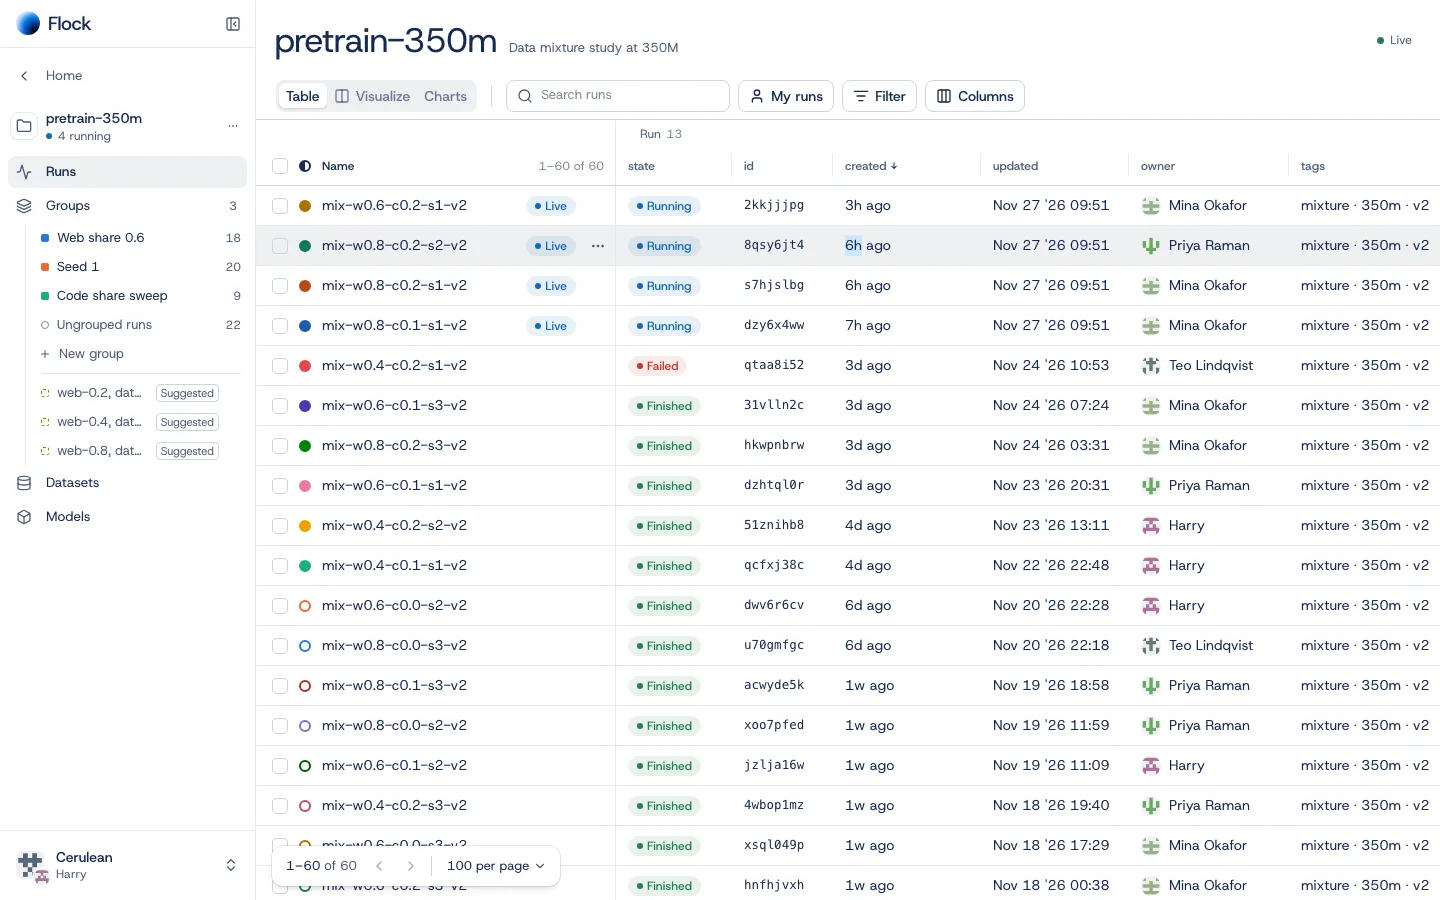 Flock
Home
pretrain-350m
4 running
Runs
Groups 3
Web share 0.6 18
Seed 1 20
Code share sweep 9
Ungrouped runs 22
+ New group
web-0.2, dat... Suggested
web-0.4, dat... Suggested
web-0.8, dat... Suggested
Datasets
Models
Cerulean
Harry
pretrain-350m Data mixture study at 350M Live
Table Visualize Charts Search runs My runs Filter Columns
Run 13
Name 1-60 of 60 state id created ↓ updated owner tags
mix-w0.6-c0.2-s1-v2 Live Running 2kkjjjpg 3h ago Nov 27 '26 09:51 Mina Okafor mixture · 350m · v2
mix-w0.8-c0.2-s2-v2 Live ··· Running 8qsy6jt4 6h ago Nov 27 '26 09:51 Priya Raman mixture · 350m · v2
mix-w0.8-c0.2-s1-v2 Live Running s7hjslbg 6h ago Nov 27 '26 09:51 Mina Okafor mixture · 350m · v2
mix-w0.8-c0.1-s1-v2 Live Running dzy6x4ww 7h ago Nov 27 '26 09:51 Mina Okafor mixture · 350m · v2
mix-w0.4-c0.2-s1-v2 Failed qtaa8i52 3d ago Nov 24 '26 10:53 Teo Lindqvist mixture · 350m · v2
mix-w0.6-c0.1-s3-v2 Finished 31vlln2c 3d ago Nov 24 '26 07:24 Mina Okafor mixture · 350m · v2
mix-w0.8-c0.2-s3-v2 Finished hkwpnbrw 3d ago Nov 24 '26 03:31 Mina Okafor mixture · 350m · v2
mix-w0.6-c0.1-s1-v2 Finished dzhtql0r 3d ago Nov 23 '26 20:31 Priya Raman mixture · 350m · v2
mix-w0.4-c0.2-s2-v2 Finished 51znihb8 4d ago Nov 23 '26 13:11 Harry mixture · 350m · v2
mix-w0.4-c0.1-s1-v2 Finished qcfxj38c 4d ago Nov 22 '26 22:48 Harry mixture · 350m · v2
mix-w0.6-c0.0-s2-v2 Finished dwv6r6cv 6d ago Nov 20 '26 22:28 Harry mixture · 350m · v2
mix-w0.8-c0.0-s3-v2 Finished u70gmfgc 6d ago Nov 20 '26 22:18 Teo Lindqvist mixture · 350m · v2
mix-w0.8-c0.1-s3-v2 Finished acwyde5k 1w ago Nov 19 '26 18:58 Priya Raman mixture · 350m · v2
mix-w0.8-c0.0-s2-v2 Finished xoo7pfed 1w ago Nov 19 '26 11:59 Priya Raman mixture · 350m · v2
mix-w0.6-c0.1-s2-v2 Finished jzlja16w 1w ago Nov 19 '26 11:09 Harry mixture · 350m · v2
mix-w0.4-c0.2-s3-v2 Finished 4wbop1mz 1w ago Nov 18 '26 19:40 Priya Raman mixture · 350m · v2
Finished xsql049p 1w ago Nov 18 '26 17:29 Mina Okafor mixture · 350m · v2
1-60 of 60 100 per page
Finished hnfhjvxh 1w ago Nov 18 '26 00:38 Mina Okafor mixture · 350m · v2